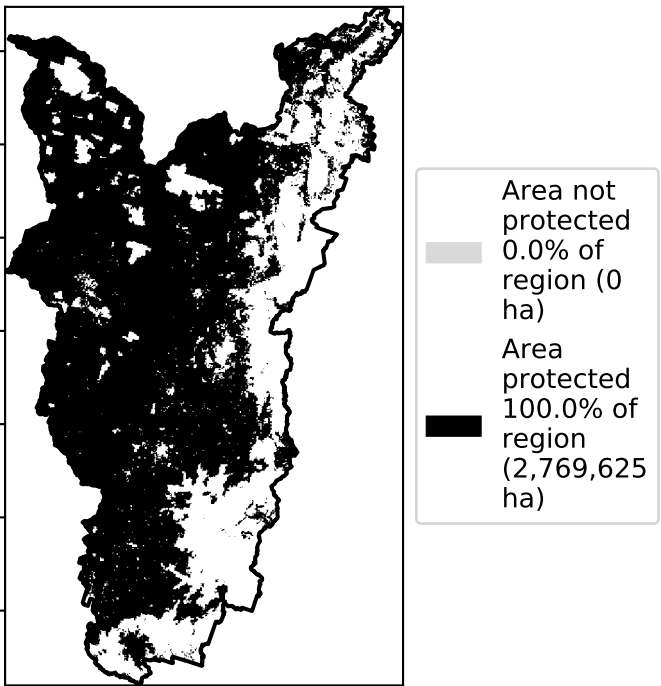 Area not
protected
0.0% of
region (0
ha)
Area
protected
100.0% of
region
(2,769,625
ha)